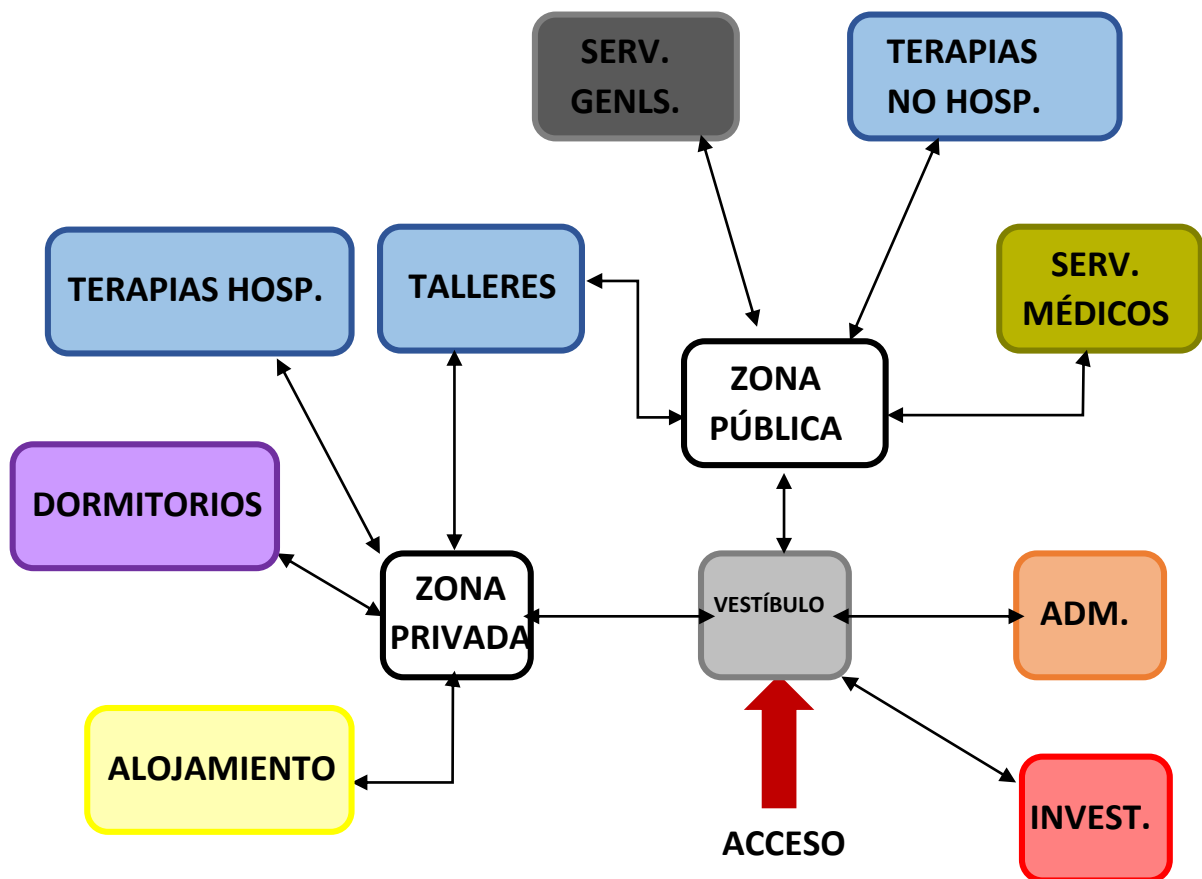 SERV.
GENLS.
TERAPIAS
NO HOSP.
TERAPIAS HOSP.
TALLERES
SERV.
MÉDICOS
ZONA
PÚBLICA
DORMITORIOS
ZONA
PRIVADA
VESTÍBULO
ADM.
ALOJAMIENTO
INVEST.
ACCESO